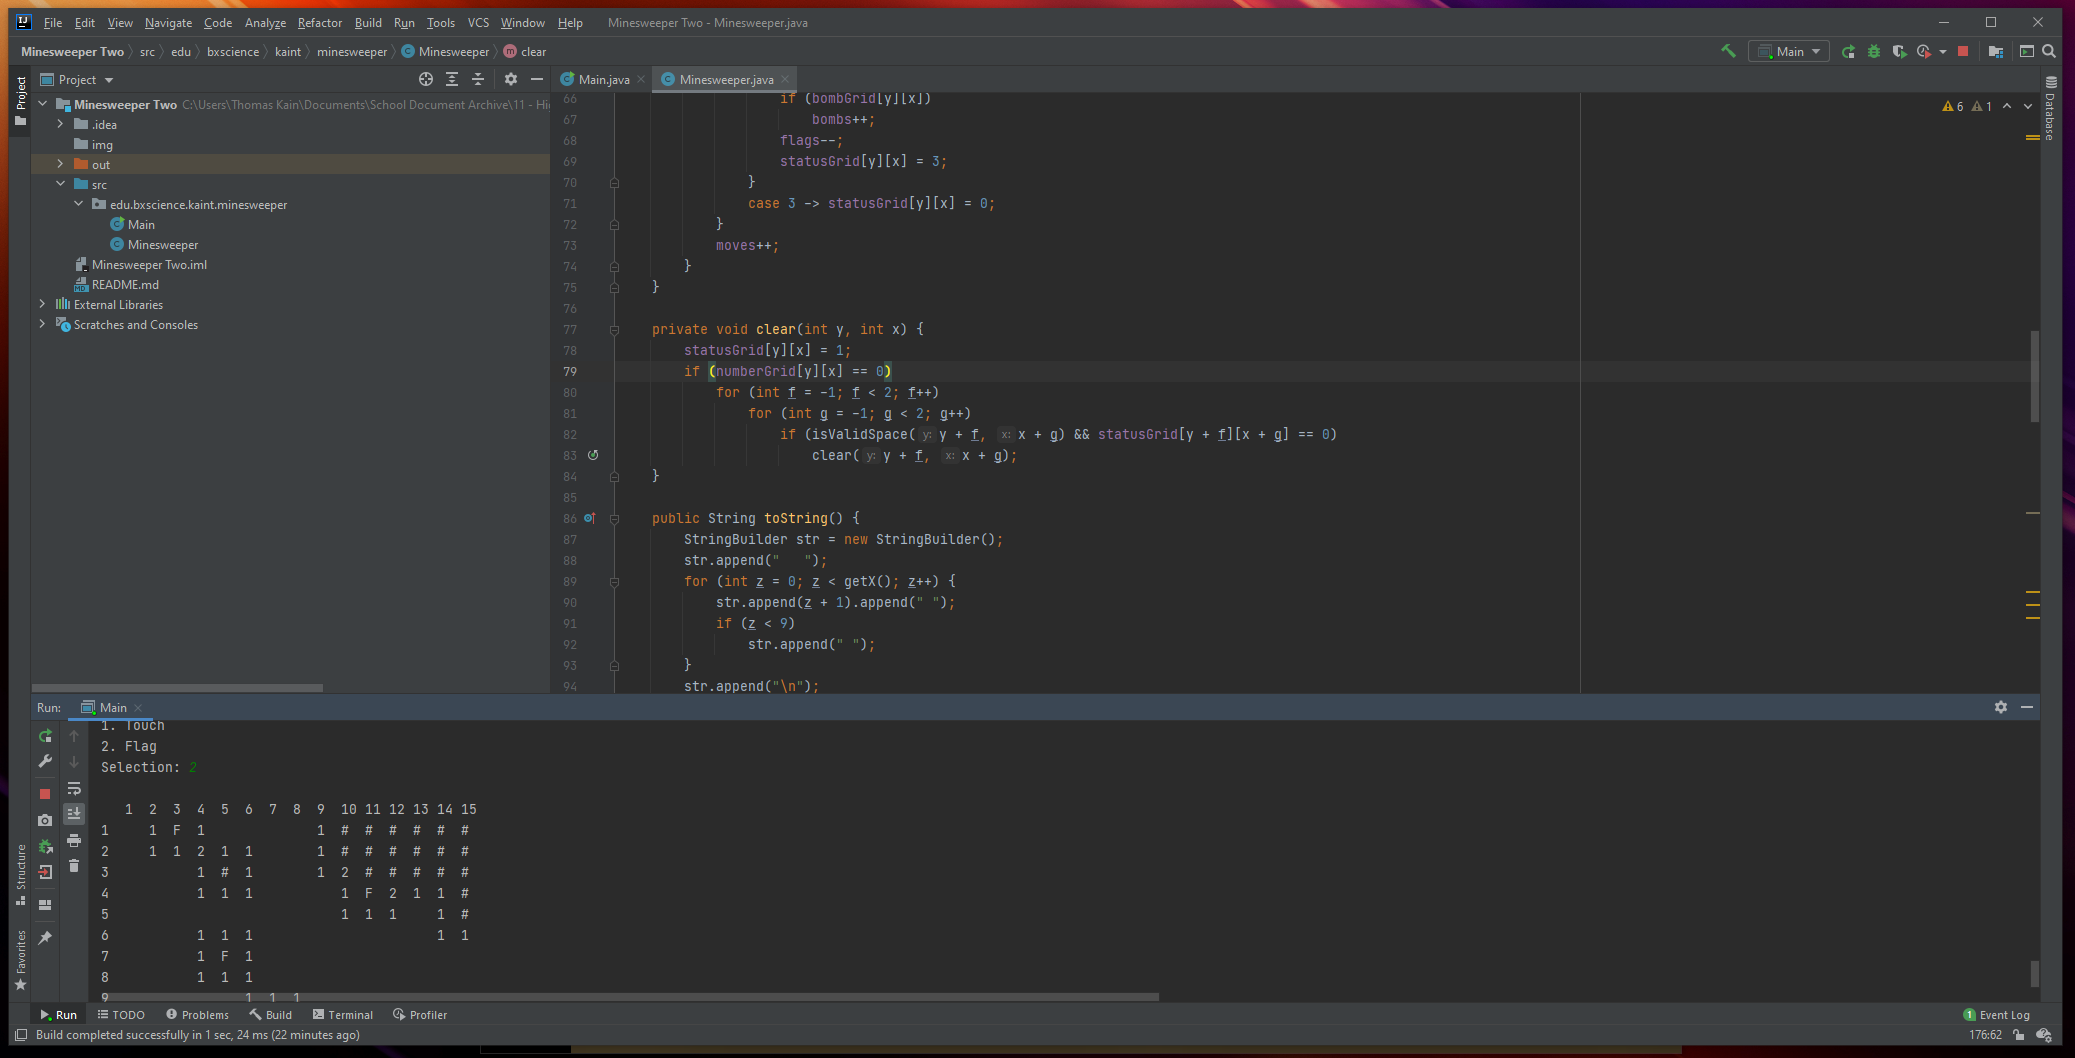 File Edit View Navigate Code Analyze Refactor Build Run Tools VCS Window Help Minesweeper Two - Minesweeper.java
Minesweeper Two src edu bxscience kaint minesweeper Minesweeper clear
Main
Project
Main.java
Minesweeper.java
Minesweeper Two C:\Users\Thomas Kain\Documents\School Document Archive\11 - Hi
.idea
img
out
src
edu.bxscience.kaint.minesweeper
Main
Minesweeper
Minesweeper Two.iml
README.md
External Libraries
Scratches and Consoles
Project
Structure
Favorites
Database
6 1
66 if (bombGrid[y][x])
67 bombs++;
68 flags--;
69 statusGrid[y][x] = 3;
70 }
71 case 3 -> statusGrid[y][x] = 0;
72 }
73 moves++;
74 }
75 }
76
77 private void clear(int y, int x) {
78 statusGrid[y][x] = 1;
79 if (numberGrid[y][x] == 0)
80 for (int f = -1; f < 2; f++)
81 for (int g = -1; g < 2; g++)
82 if (isValidSpace( y: y + f, x: x + g) && statusGrid[y + f][x + g] == 0)
83 clear( y: y + f, x: x + g);
84 }
85
86 public String toString() {
87 StringBuilder str = new StringBuilder();
88 str.append("   ");
89 for (int z = 0; z < getX(); z++) {
90 str.append(z + 1).append(" ");
91 if (z < 9)
92 str.append(" ");
93 }
94 str.append("\n");
Run: Main
1. Touch
2. Flag
Selection: 2
   1  2  3  4  5  6  7  8  9  10 11 12 13 14 15
1     1  F  1              1  #  #  #  #  #  #
2     1  1  2  1  1        1  #  #  #  #  #  #
3           1  #  1        1  2  #  #  #  #  #
4           1  1  1           1  F  2  1  1  #
5                             1  1  1     1  #
6           1  1  1                       1  1
7           1  F  1
8           1  1  1
9                 1  1  1
Run TODO Problems Build Terminal Profiler
1 Event Log
Build completed successfully in 1 sec, 24 ms (22 minutes ago)
176:62